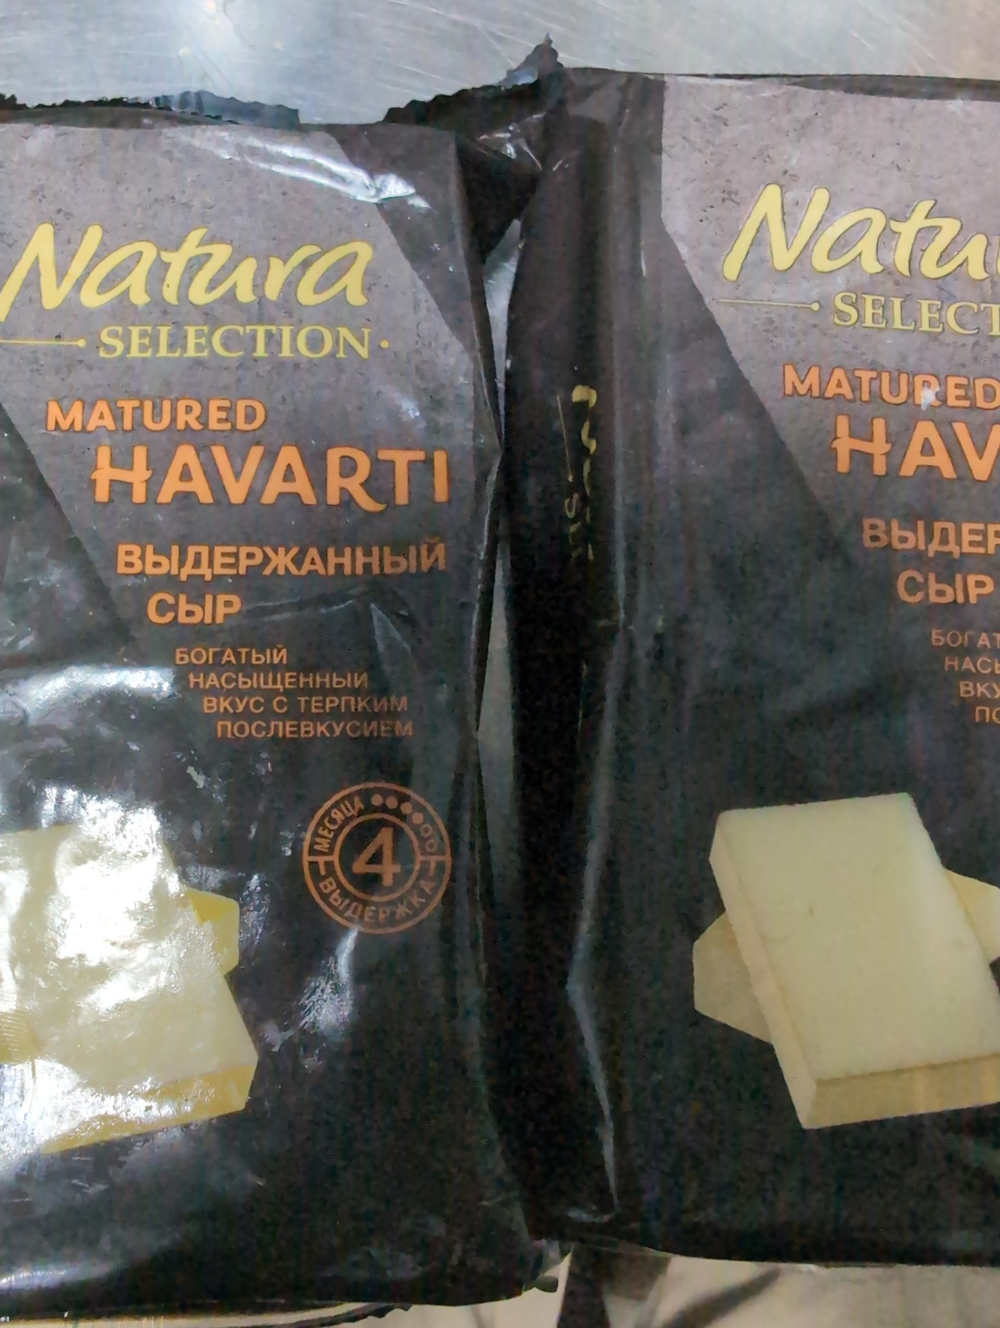 Natura
SELECTION
MATURED
HAVARTI
ВЫДЕРЖАННЫЙ
СЫР
БОГАТЫЙ
НАСЫЩЕННЫЙ
ВКУС С ТЕРПКИМ
ПОСЛЕВКУСИЕМ
МЕСЯЦА
4
ВЫДЕРЖКА
Natu
SELECT
MATURED
HAV
ВЫДЕР
СЫР
БОГАТ
НАСЫ
ВКУ
ПО